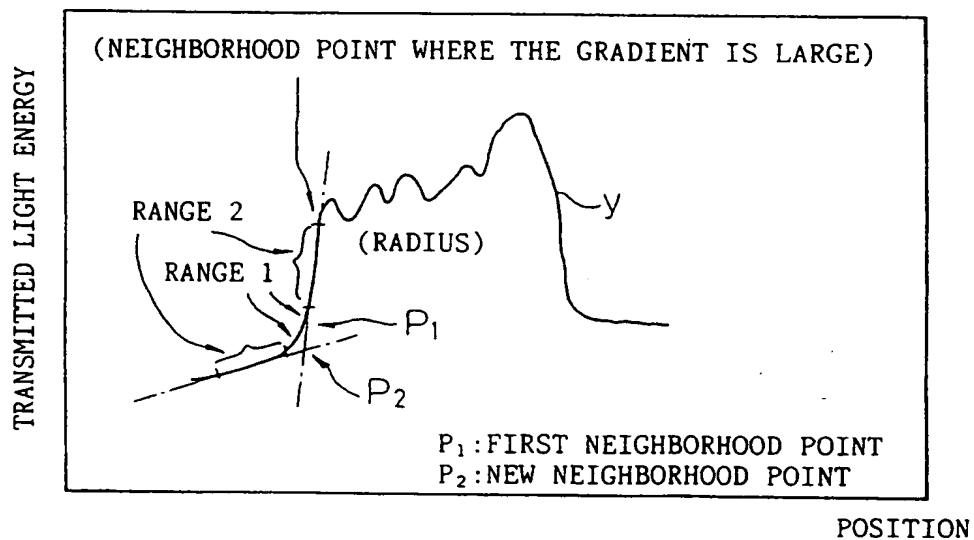 (NEIGHBORHOOD POINT WHERE THE GRADIENT IS LARGE)
TRANSMITTED LIGHT ENERGY
RANGE 2
y
(RADIUS)
RANGE 1
P₁
P₂
P₁:FIRST NEIGHBORHOOD POINT
P₂:NEW NEIGHBORHOOD POINT
POSITION